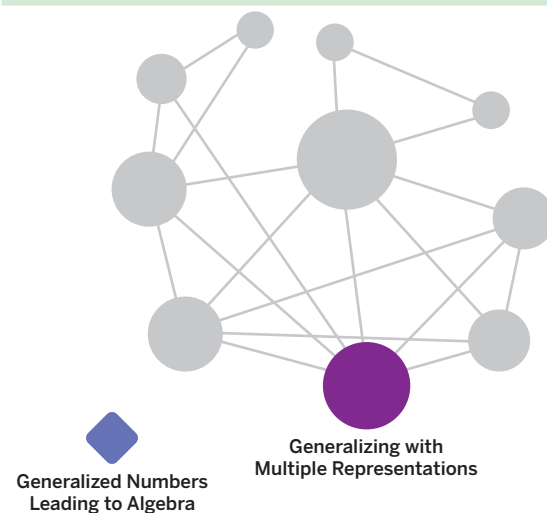 Generalizing with
Multiple Representations
Generalized Numbers
Leading to Algebra